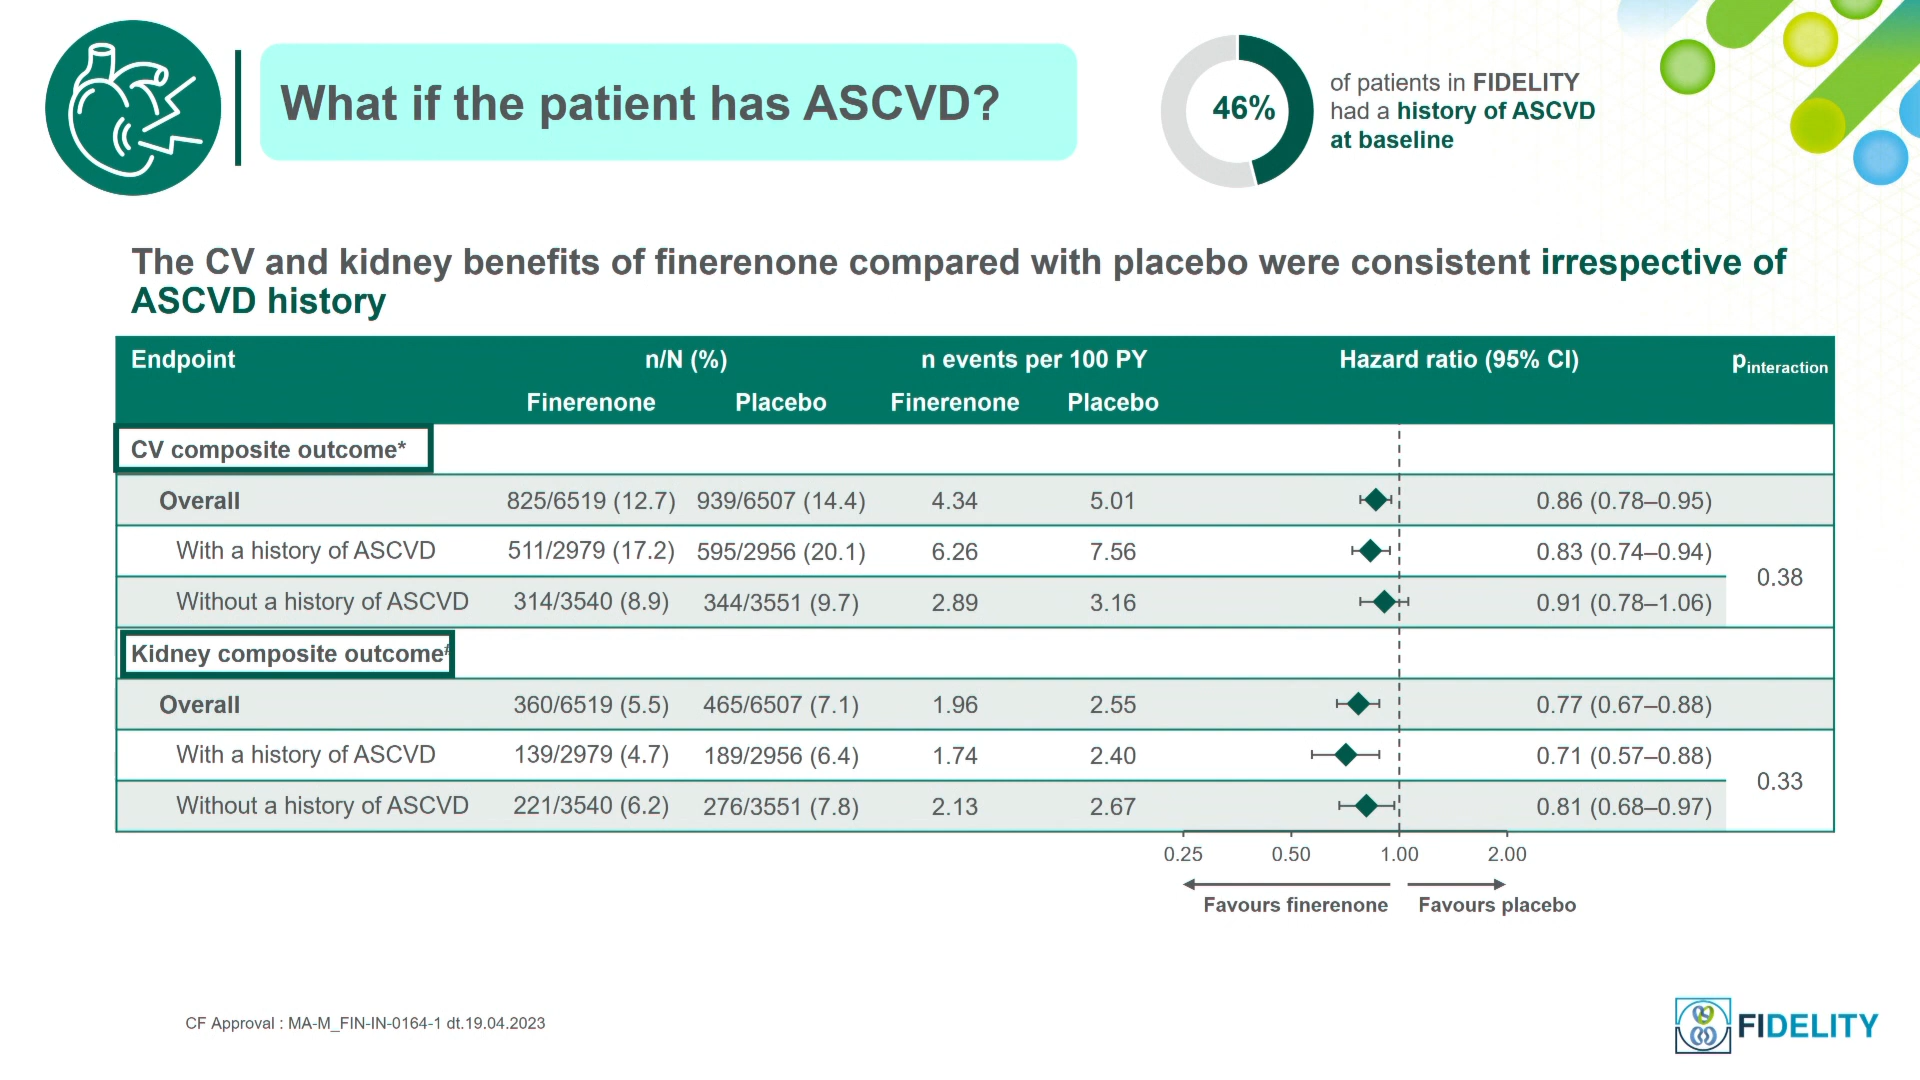 What if the patient has ASCVD?
46%
of patients in FIDELITY
had a history of ASCVD
at baseline
The CV and kidney benefits of finerenone compared with placebo were consistent irrespective of
ASCVD history
Endpoint n/N (%) n events per 100 PY Hazard ratio (95% CI) pinteraction
Finerenone Placebo Finerenone Placebo
CV composite outcome*
Overall 825/6519 (12.7) 939/6507 (14.4) 4.34 5.01 0.86 (0.78–0.95)
With a history of ASCVD 511/2979 (17.2) 595/2956 (20.1) 6.26 7.56 0.83 (0.74–0.94)
0.38
Without a history of ASCVD 314/3540 (8.9) 344/3551 (9.7) 2.89 3.16 0.91 (0.78–1.06)
Kidney composite outcome#
Overall 360/6519 (5.5) 465/6507 (7.1) 1.96 2.55 0.77 (0.67–0.88)
With a history of ASCVD 139/2979 (4.7) 189/2956 (6.4) 1.74 2.40 0.71 (0.57–0.88)
0.33
Without a history of ASCVD 221/3540 (6.2) 276/3551 (7.8) 2.13 2.67 0.81 (0.68–0.97)
0.25 0.50 1.00 2.00
Favours finerenone Favours placebo
CF Approval : MA-M_FIN-IN-0164-1 dt.19.04.2023
FIDELITY